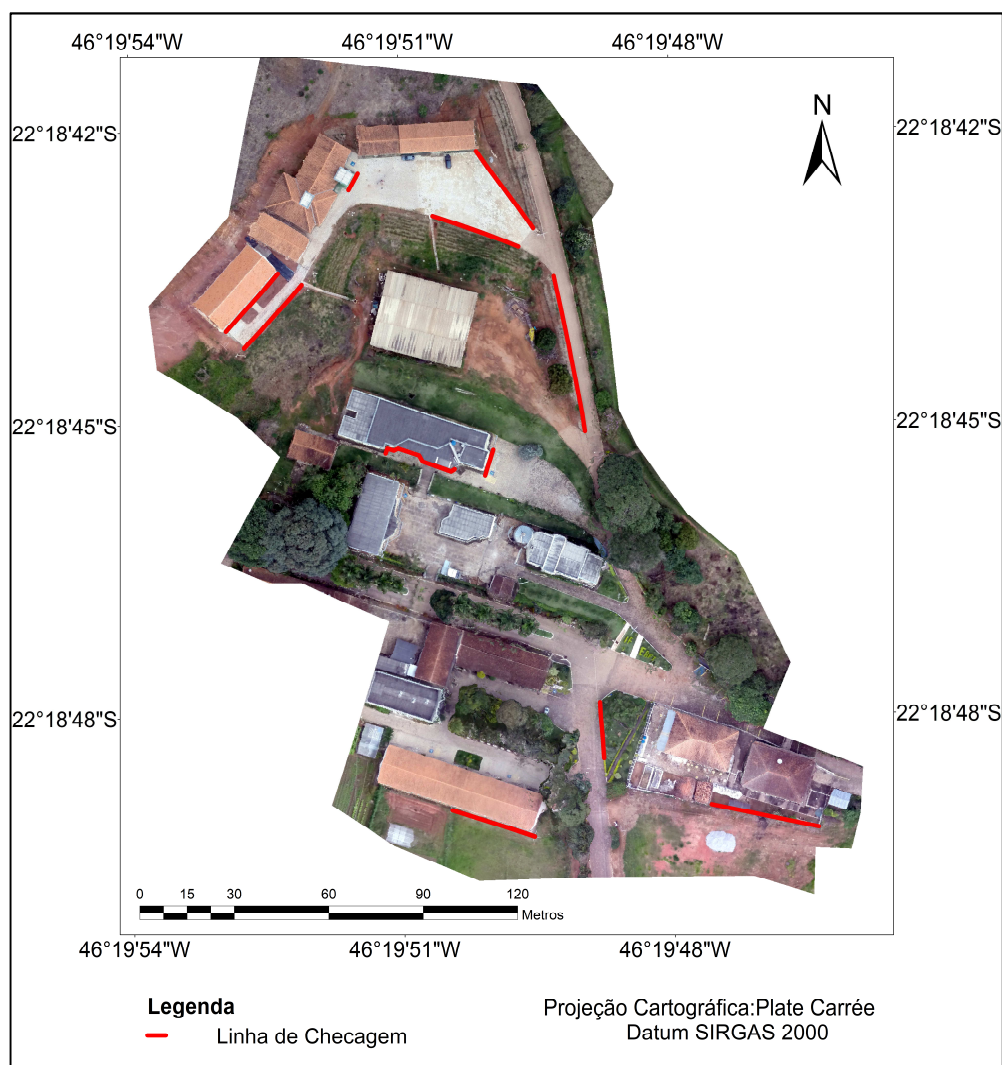 46°19'54"W 46°19'51"W 46°19'48"W
N
22°18'42"S 22°18'42"S
22°18'45"S 22°18'45"S
22°18'48"S 22°18'48"S
0 15 30 60 90 120
Metros
46°19'54"W 46°19'51"W 46°19'48"W
Legenda
Linha de Checagem
Projeção Cartográfica:Plate Carrée
Datum SIRGAS 2000